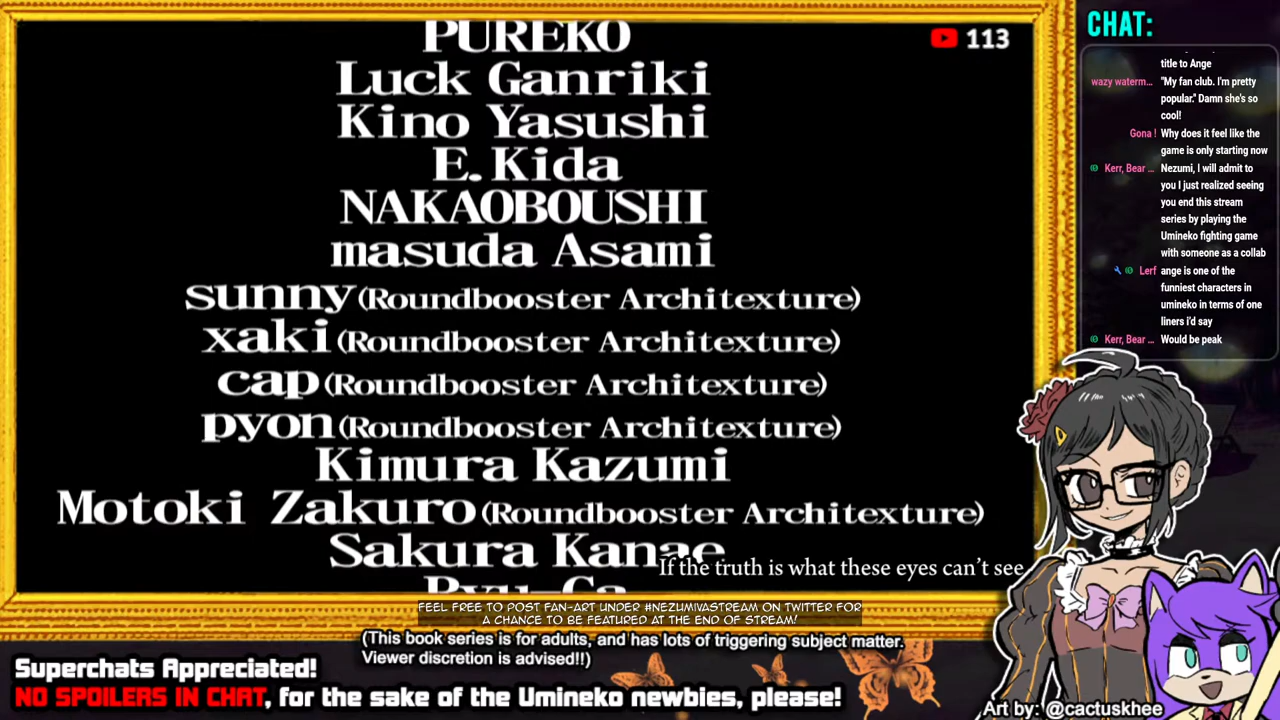 PUREKO
Luck Ganriki
Kino Yasushi
E.Kida
NAKAOBOUSHI
masuda Asami
sunny(Roundbooster Architexture)
xaki(Roundbooster Architexture)
cap(Roundbooster Architexture)
pyon(Roundbooster Architexture)
Kimura Kazumi
Motoki Zakuro(Roundbooster Architexture)
Sakura Kanae
If the truth is what these eyes can't see
113
CHAT:
title to Ange
wazy waterm... "My fan club. I'm pretty
popular." Damn she's so
cool!
Gona ! Why does it feel like the
game is only starting now
Kerr, Bear ... Nezumi, I will admit to
you I just realized seeing
you end this stream
series by playing the
Umineko fighting game
with someone as a collab
Lerf ange is one of the
funniest characters in
umineko in terms of one
liners i'd say
Kerr, Bear ... Would be peak
FEEL FREE TO POST FAN-ART UNDER #NEZUMIVASTREAM ON TWITTER FOR
A CHANCE TO BE FEATURED AT THE END OF STREAM!
(This book series is for adults, and has lots of triggering subject matter.
Viewer discretion is advised!!)
Superchats Appreciated!
NO SPOILERS IN CHAT, for the sake of the Umineko newbies, please!
Art by: @cactuskhee